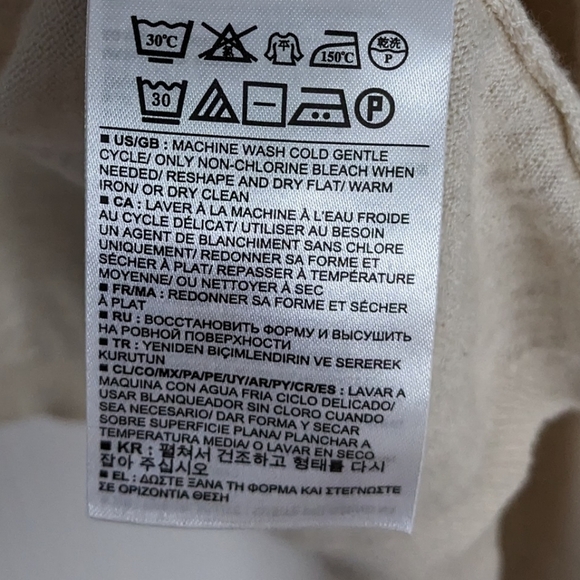 30°C 150°C 乾洗 P
30 P
■ US/GB : MACHINE WASH COLD GENTLE
CYCLE/ ONLY NON-CHLORINE BLEACH WHEN
NEEDED/ RESHAPE AND DRY FLAT/ WARM
IRON/ OR DRY CLEAN
■ CA : LAVER À LA MACHINE À L'EAU FROIDE
AU CYCLE DÉLICAT/ UTILISER AU BESOIN
UN AGENT DE BLANCHIMENT SANS CHLORE
UNIQUEMENT/ REDONNER SA FORME ET
SÉCHER À PLAT/ REPASSER À TEMPÉRATURE
MOYENNE/ OU NETTOYER À SEC
■ FR/MA : REDONNER SA FORME ET SÉCHER
À PLAT
■ RU : ВОССТАНОВИТЬ ФОРМУ И ВЫСУШИТЬ
НА РОВНОЙ ПОВЕРХНОСТИ
■ TR : YENIDEN BIÇIMLENDIRIN VE SEREREK
KURUTUN
■ CL/CO/MX/PA/PE/UY/AR/PY/CR/ES : LAVAR A
MAQUINA CON AGUA FRIA CICLO DELICADO/
USAR BLANQUEADOR SIN CLORO CUANDO
SEA NECESARIO/ DAR FORMA Y SECAR
SOBRE SUPERFICIE PLANA/ PLANCHAR A
TEMPERATURA MEDIA/ O LAVAR EN SECO
■ KR : 펼쳐서 건조하고 형태를 다시
잡아 주십시오
■ EL : ΔΩΣΤΕ ΞΑΝΑ ΤΗ ΦΟΡΜΑ ΚΑΙ ΣΤΕΓΝΩΣΤΕ
ΣΕ ΟΡΙΖΟΝΤΙΑ ΘΕΣΗ